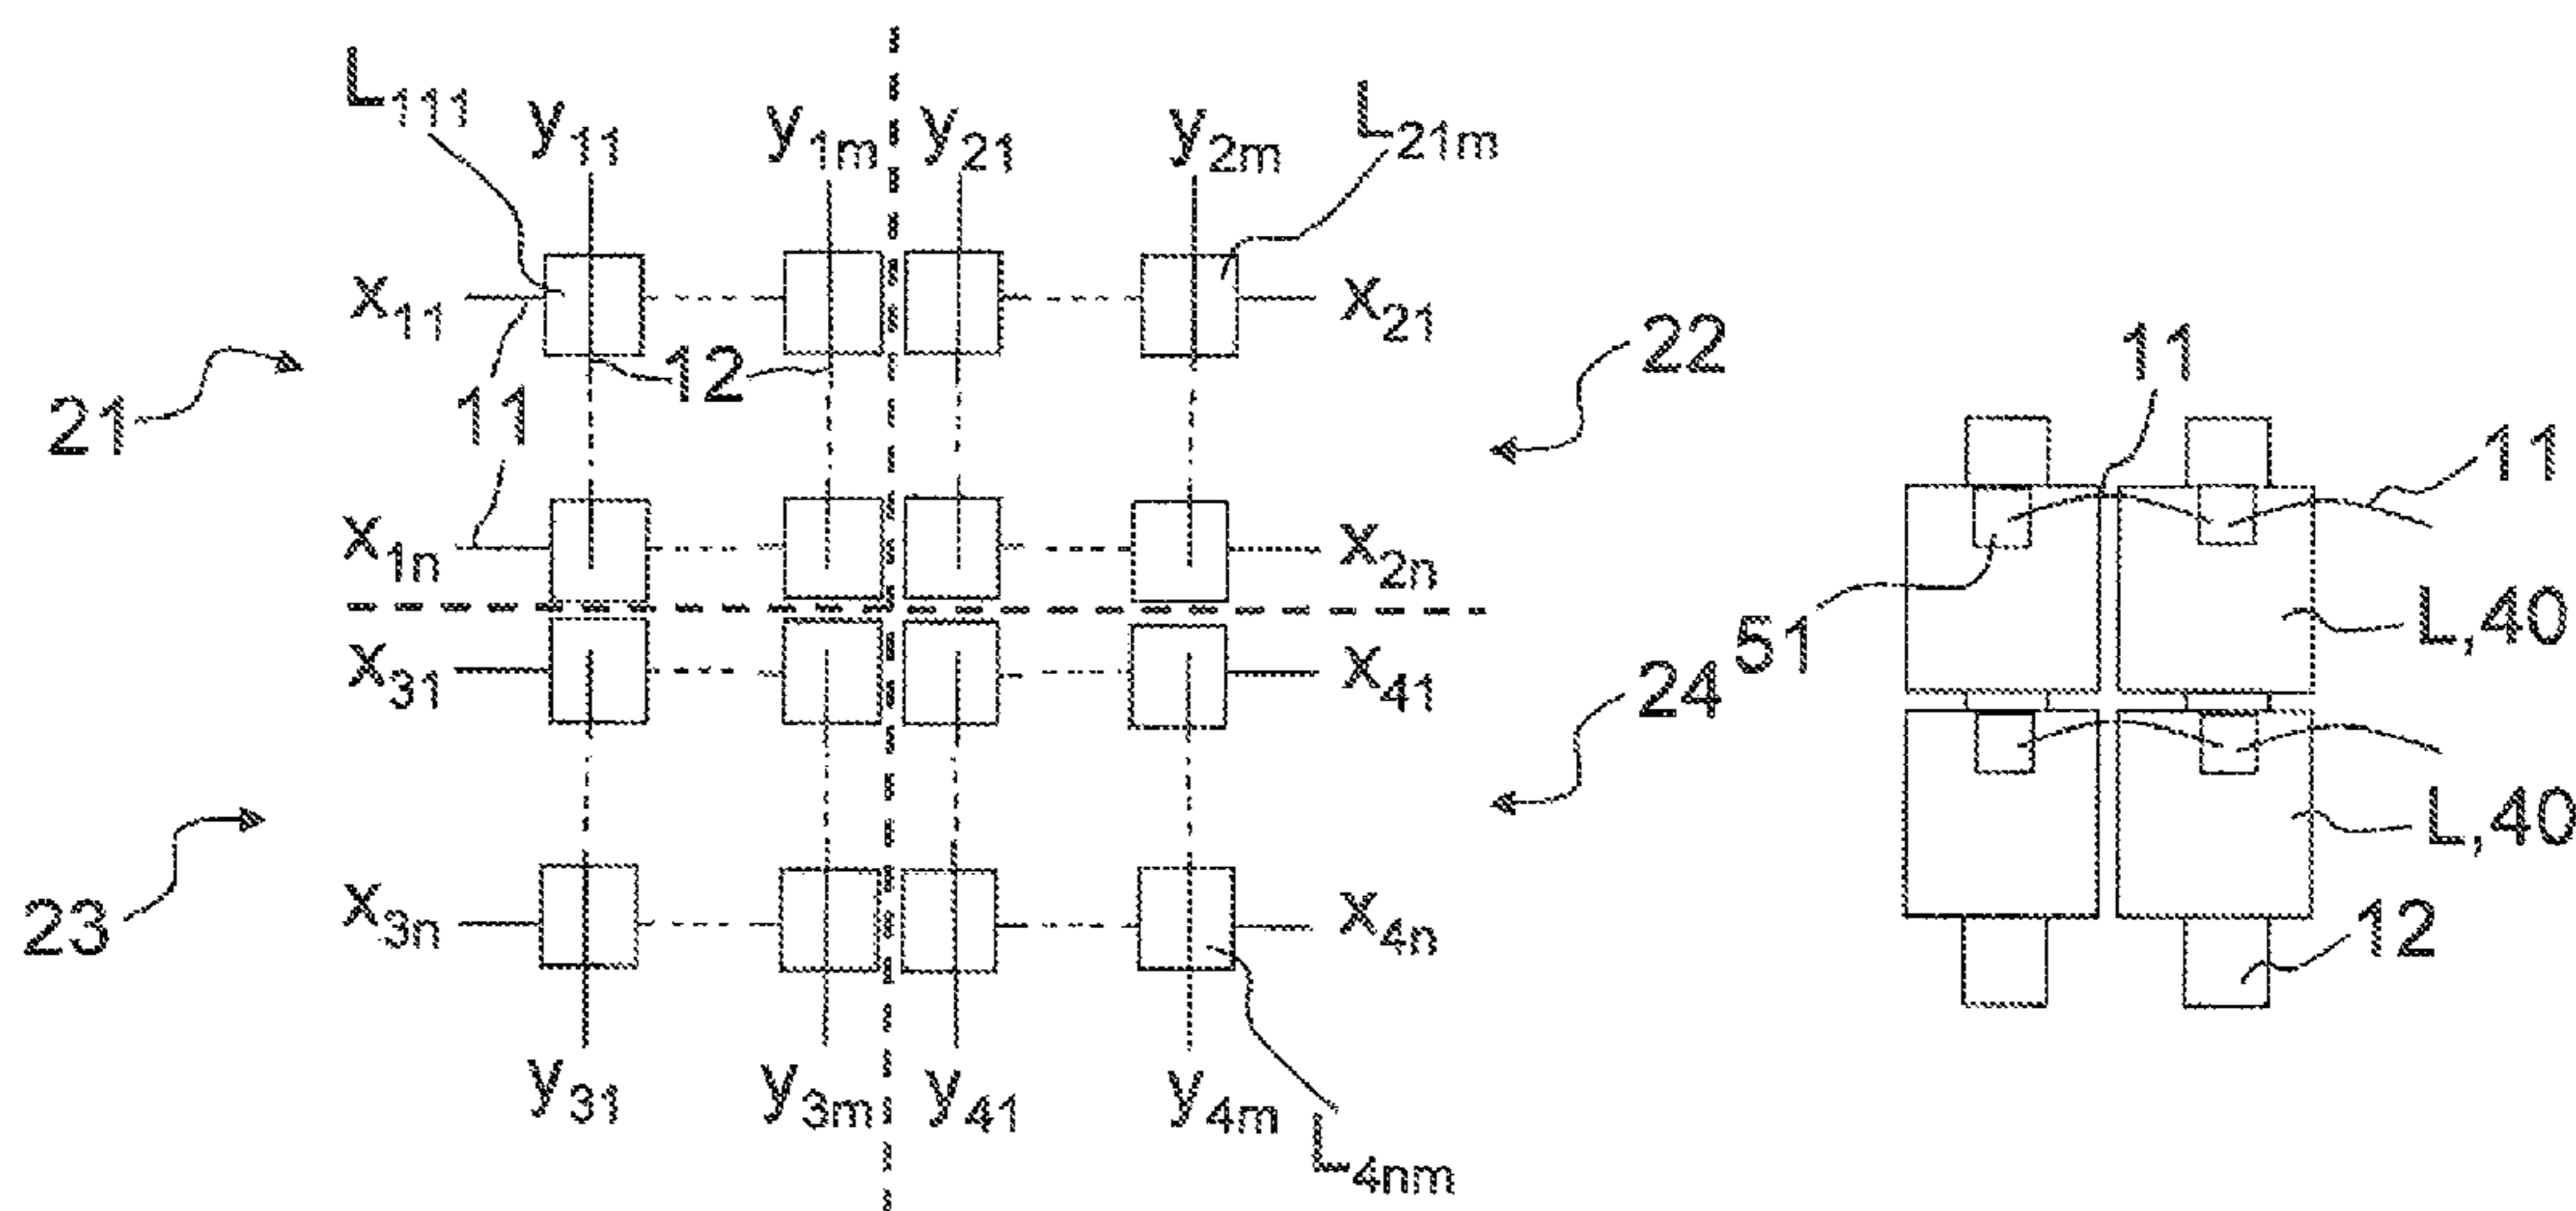 L111 y11 y1m y21 y2m L21m
x11 x21
21 11 12 22
x1n x2n
x31 x41
23 24
x3n x4n
y31 y3m y41 y4m
L4nm
11
11
51 L,40
L,40
12